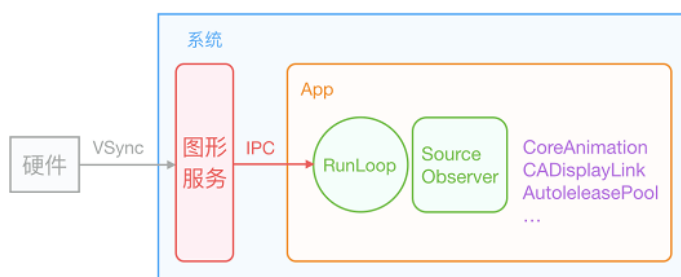 系统
App
硬件
VSync
图形
服务
IPC
RunLoop
Source
Observer
CoreAnimation
CADisplayLink
AutoleleasePool
...